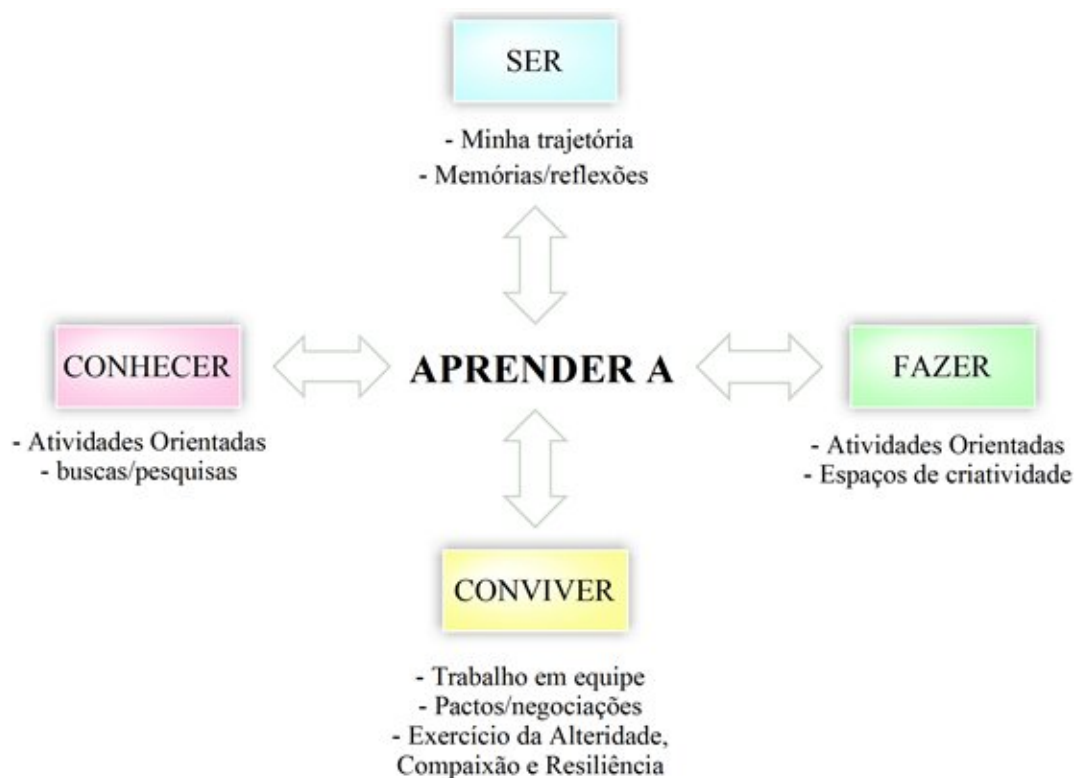 SER
- Minha trajetória
- Memórias/reflexões
CONHECER
- Atividades Orientadas
- buscas/pesquisas
APRENDER A
FAZER
- Atividades Orientadas
- Espaços de criatividade
CONVIVER
- Trabalho em equipe
- Pactos/negociações
- Exercício da Alteridade,
Compaixão e Resiliência